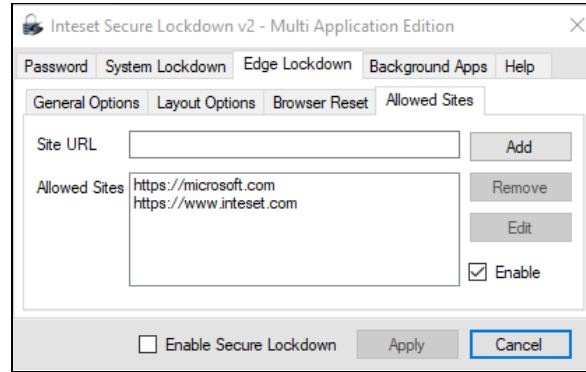 Inteset Secure Lockdown v2 - Multi Application Edition
Password System Lockdown Edge Lockdown Background Apps Help
General Options Layout Options Browser Reset Allowed Sites
Site URL Add
Allowed Sites https://microsoft.com Remove
https://www.inteset.com
Edit
Enable
Enable Secure Lockdown Apply Cancel